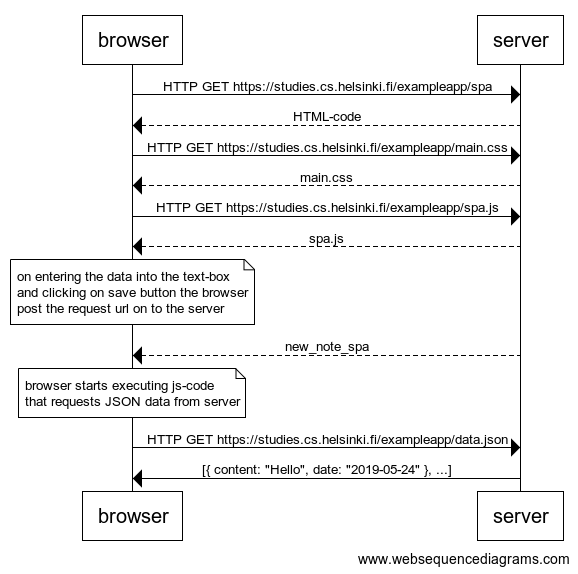 browser server
HTTP GET https://studies.cs.helsinki.fi/exampleapp/spa
HTML-code
HTTP GET https://studies.cs.helsinki.fi/exampleapp/main.css
main.css
HTTP GET https://studies.cs.helsinki.fi/exampleapp/spa.js
spa.js
on entering the data into the text-box
and clicking on save button the browser
post the request url on to the server
new_note_spa
browser starts executing js-code
that requests JSON data from server
HTTP GET https://studies.cs.helsinki.fi/exampleapp/data.json
[{ content: "Hello", date: "2019-05-24" }, ...]
browser server
www.websequencediagrams.com